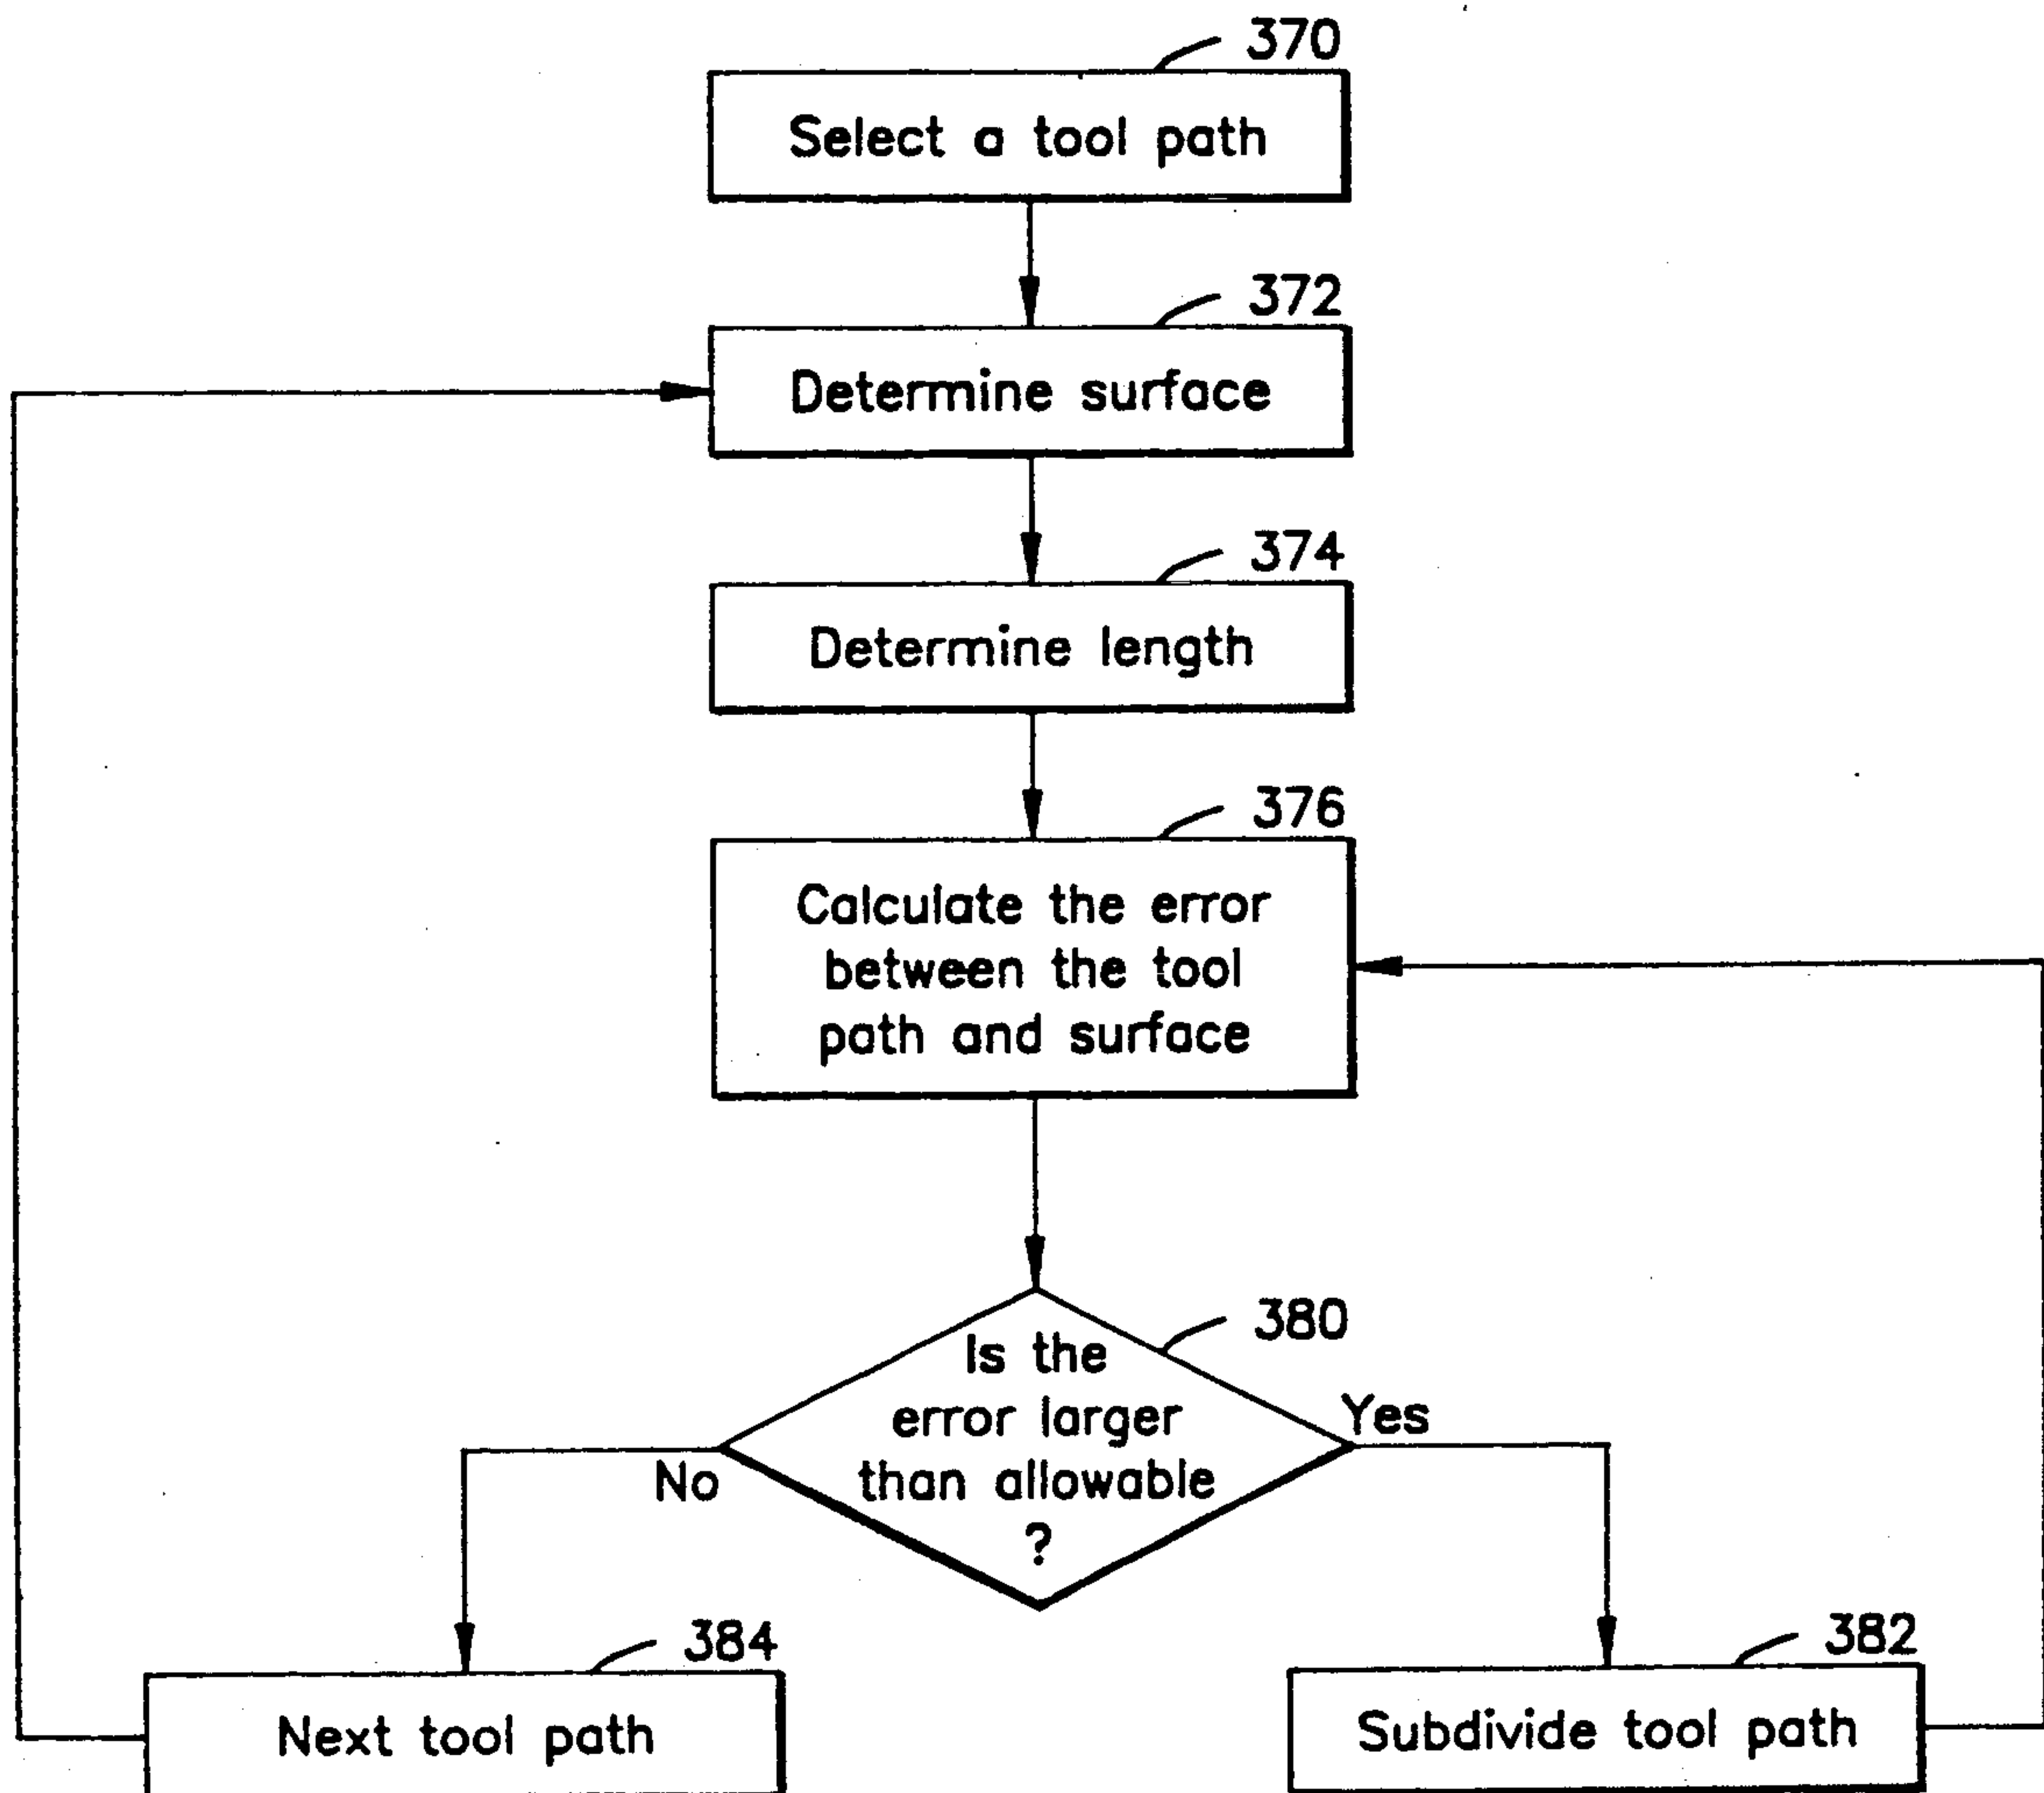 370
Select a tool path
372
Determine surface
374
Determine length
376
Calculate the error
between the tool
path and surface
380
Is the
error larger
than allowable
?
Yes
No
384
Next tool path
382
Subdivide tool path